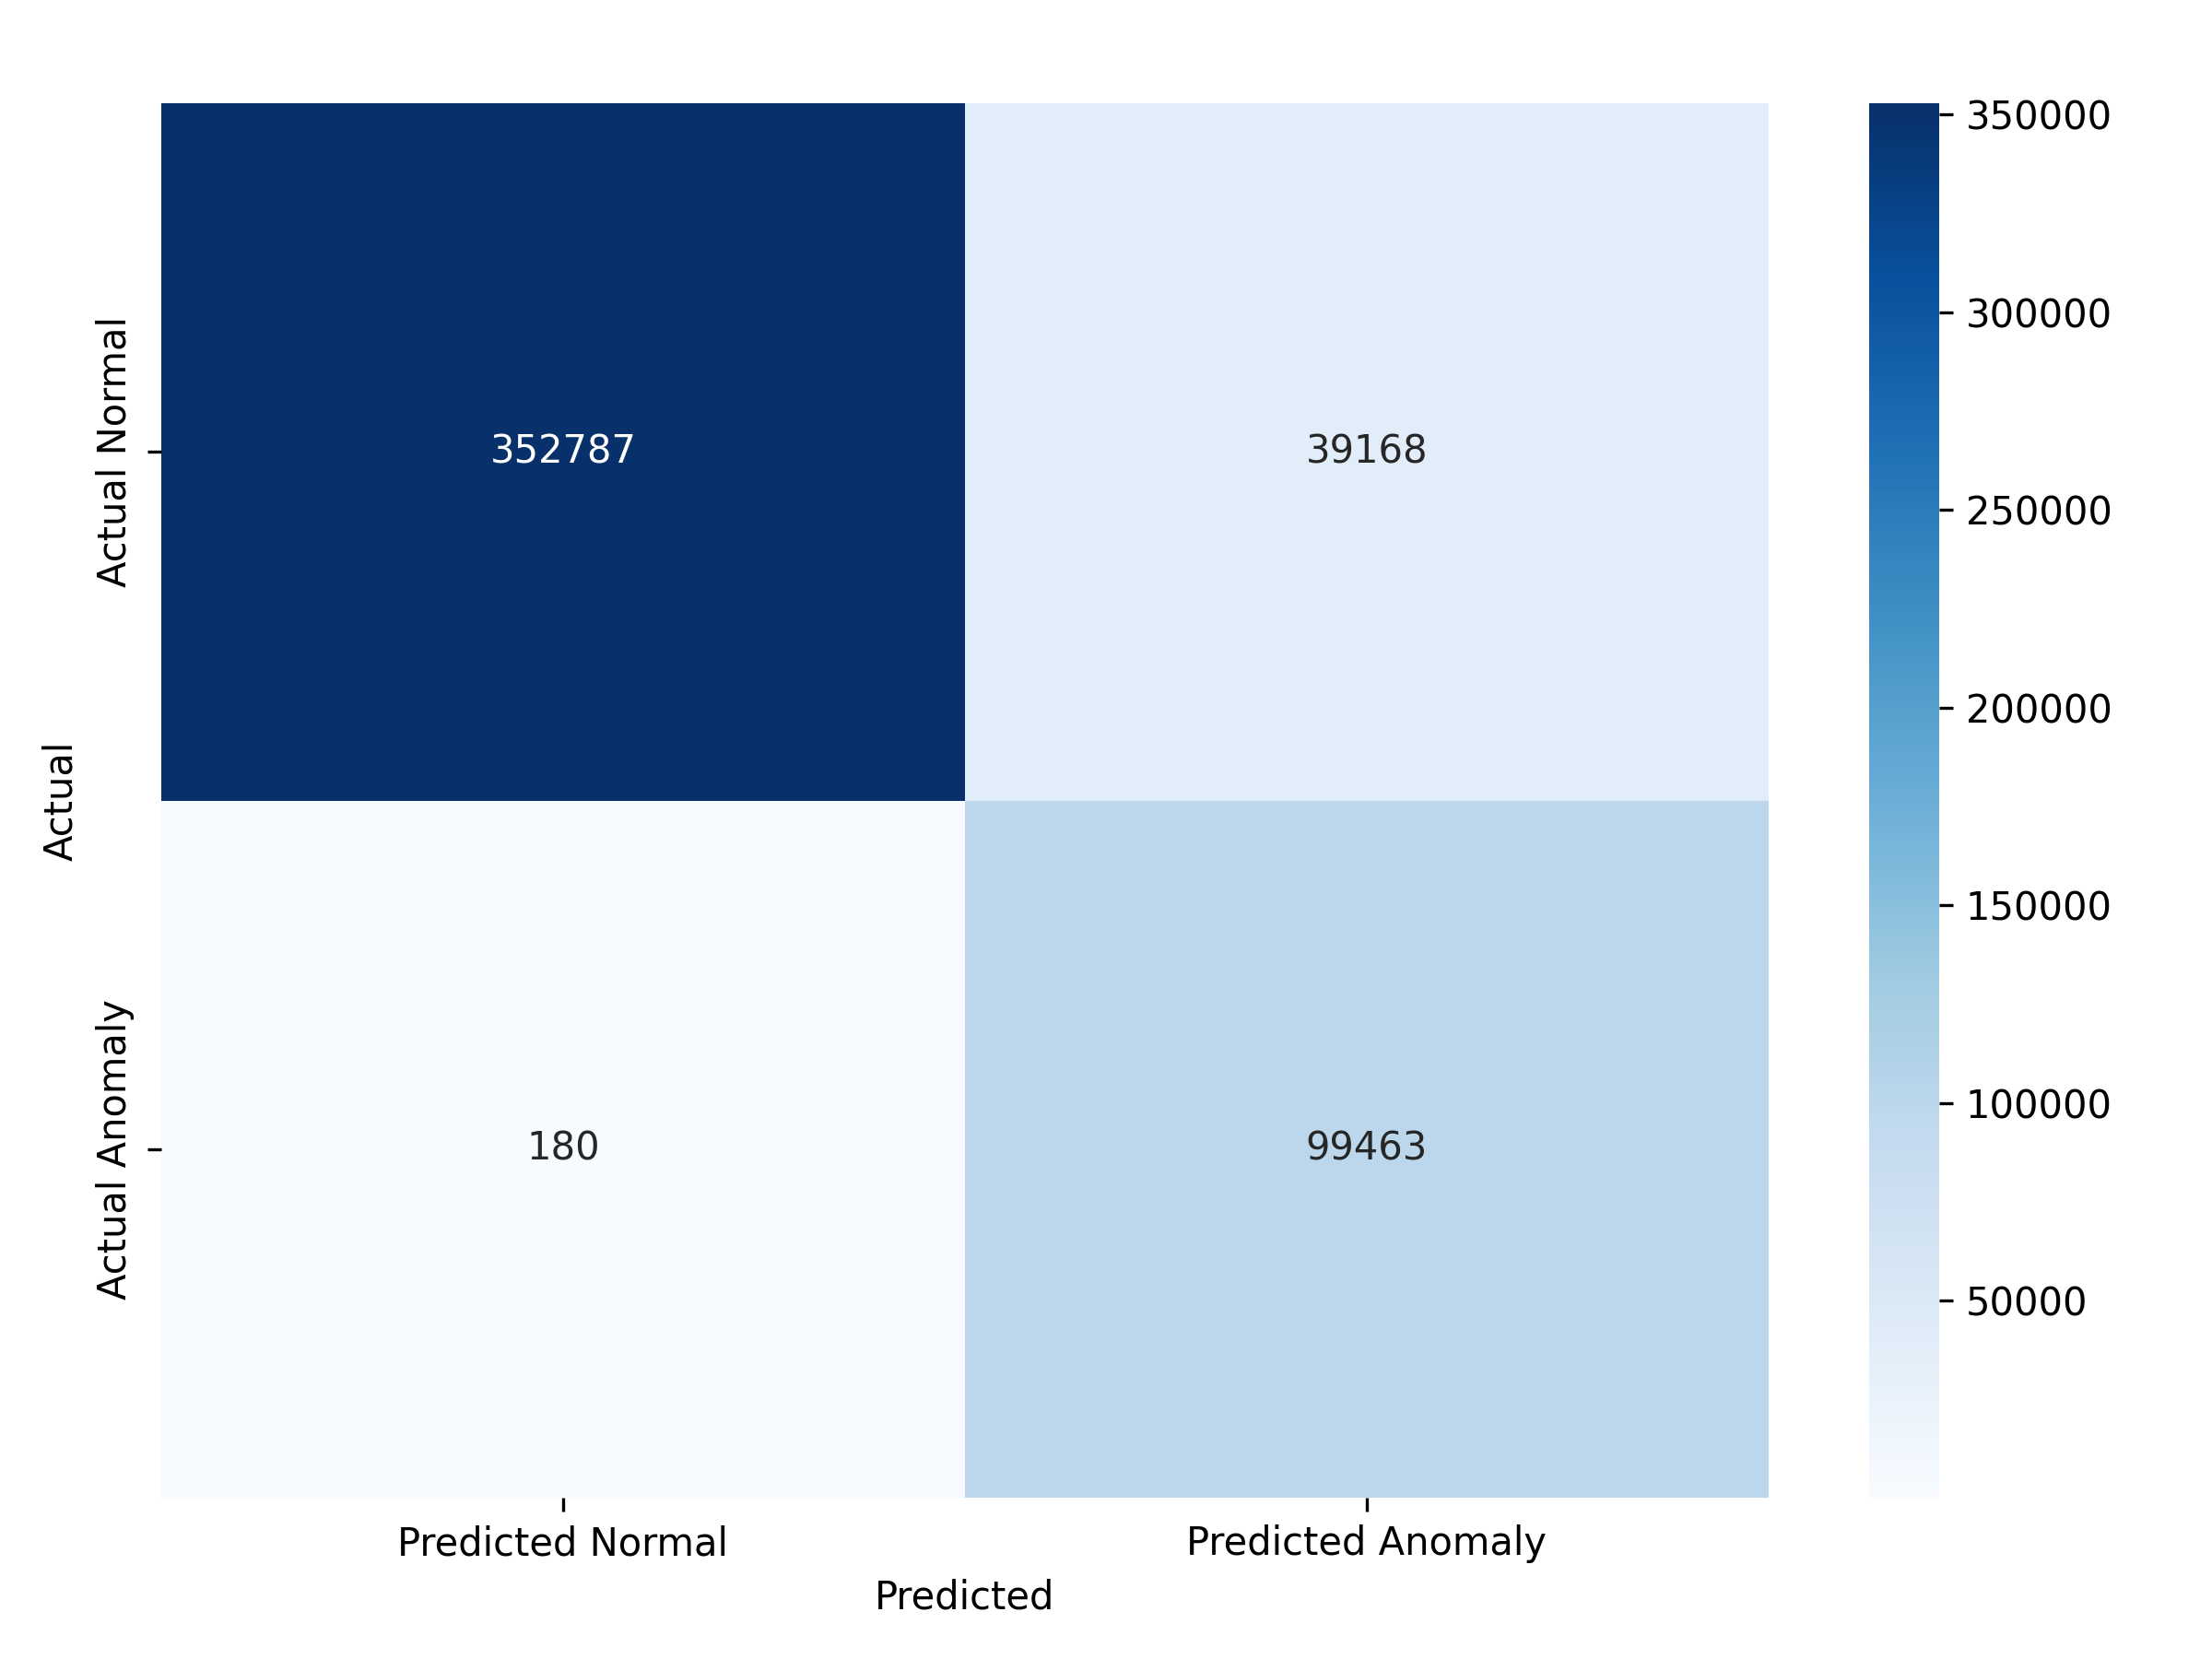 350000
300000
250000
200000
150000
100000
50000
Actual
Actual Normal
Actual Anomaly
352787
39168
180
99463
Predicted Normal
Predicted Anomaly
Predicted